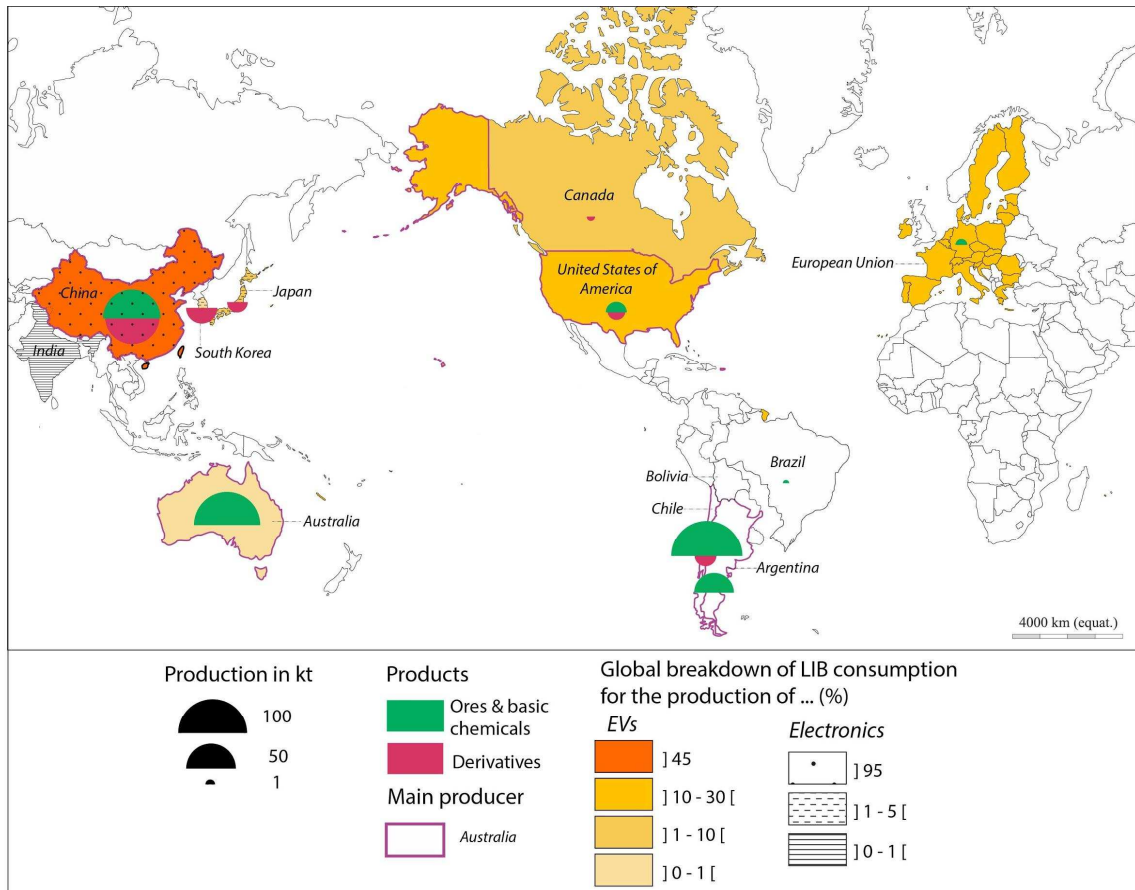 Canada
European Union
United States of
America
China
Japan
India
South Korea
Bolivia
Brazil
Chile
Australia
Argentina
4000 km (equat.)
Production in kt
100
50
1
Products
Ores & basic
chemicals
Derivatives
Main producer
Australia
Global breakdown of LIB consumption
for the production of ... (%)
EVs
] 45
] 10 - 30 [
] 1 - 10 [
] 0 - 1 [
Electronics
] 95
] 1 - 5 [
] 0 - 1 [